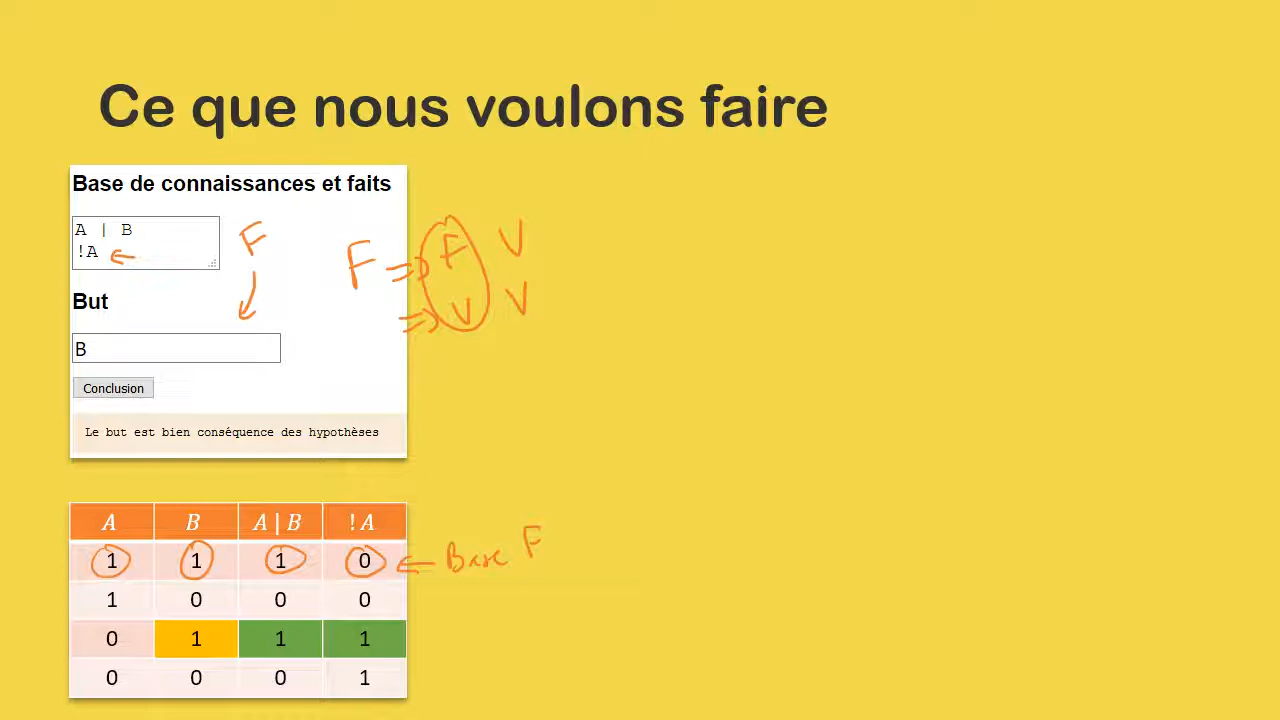 Ce que nous voulons faire
Base de connaissances et faits
A | B
!A ←
F
F ⇒ F V
⇒ V V
But
B
Conclusion
Le but est bien conséquence des hypothèses
A B A | B ! A
1 1 1 0 ← Base F
1 0 0 0
0 1 1 1
0 0 0 1